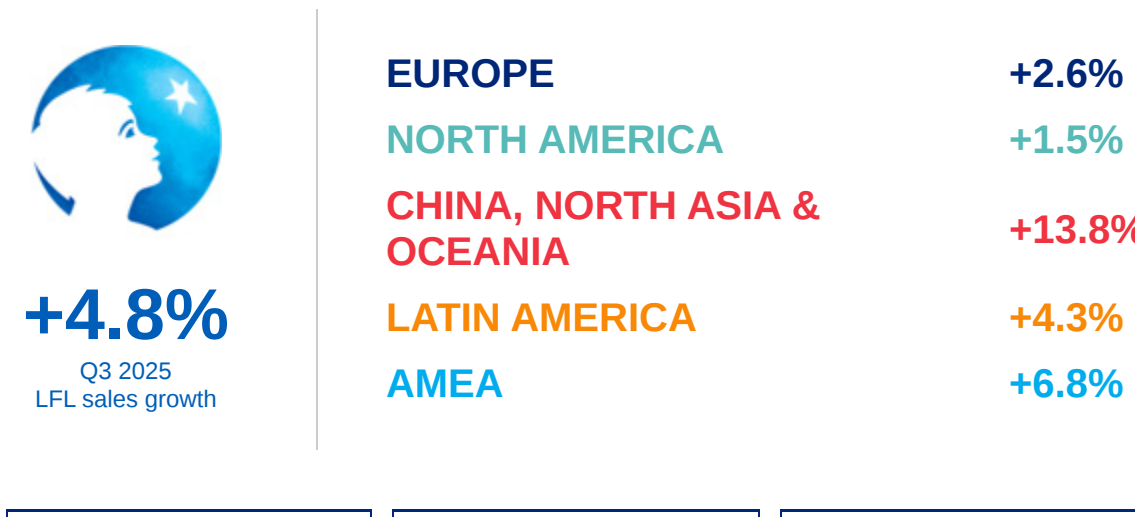 +4.8%
Q3 2025
LFL sales growth
EUROPE +2.6%
NORTH AMERICA +1.5%
CHINA, NORTH ASIA &
OCEANIA
+13.8%
LATIN AMERICA +4.3%
AMEA +6.8%